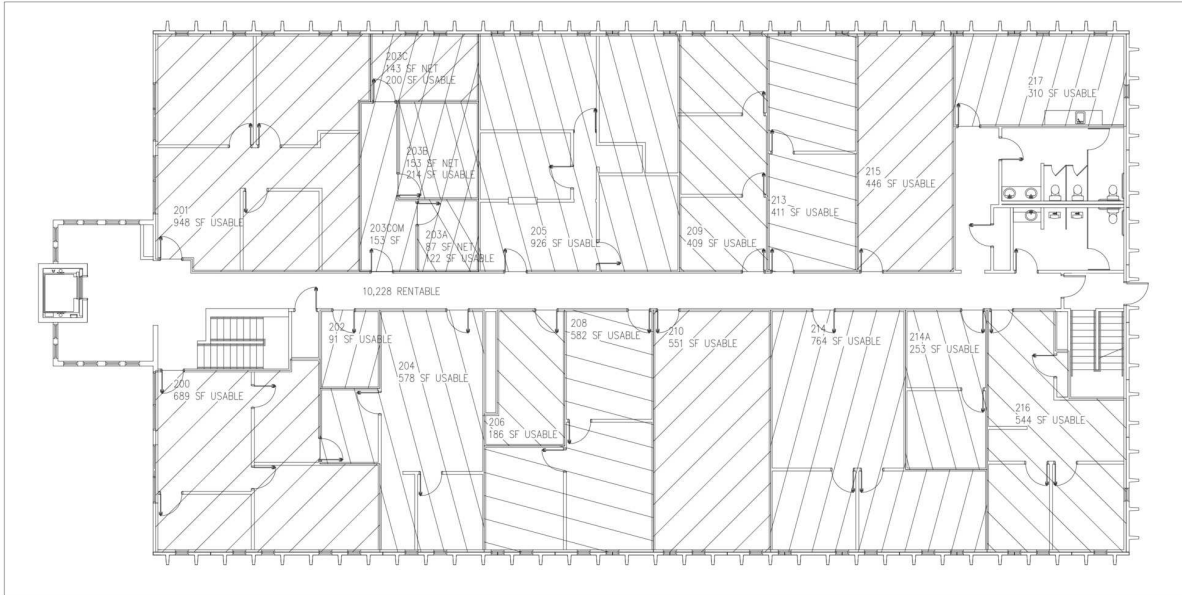 203C
143 SF NET
200 SF USABLE
217
310 SF USABLE
203B
153 SF NET
214 SF USABLE
215
446 SF USABLE
201
948 SF USABLE
203COM
153 SF
203A
87 SF NET
122 SF USABLE
205
926 SF USABLE
209
409 SF USABLE
213
411 SF USABLE
10,228 RENTABLE
202
91 SF USABLE
208
582 SF USABLE
210
551 SF USABLE
214
764 SF USABLE
214A
253 SF USABLE
200
689 SF USABLE
204
578 SF USABLE
206
186 SF USABLE
216
544 SF USABLE